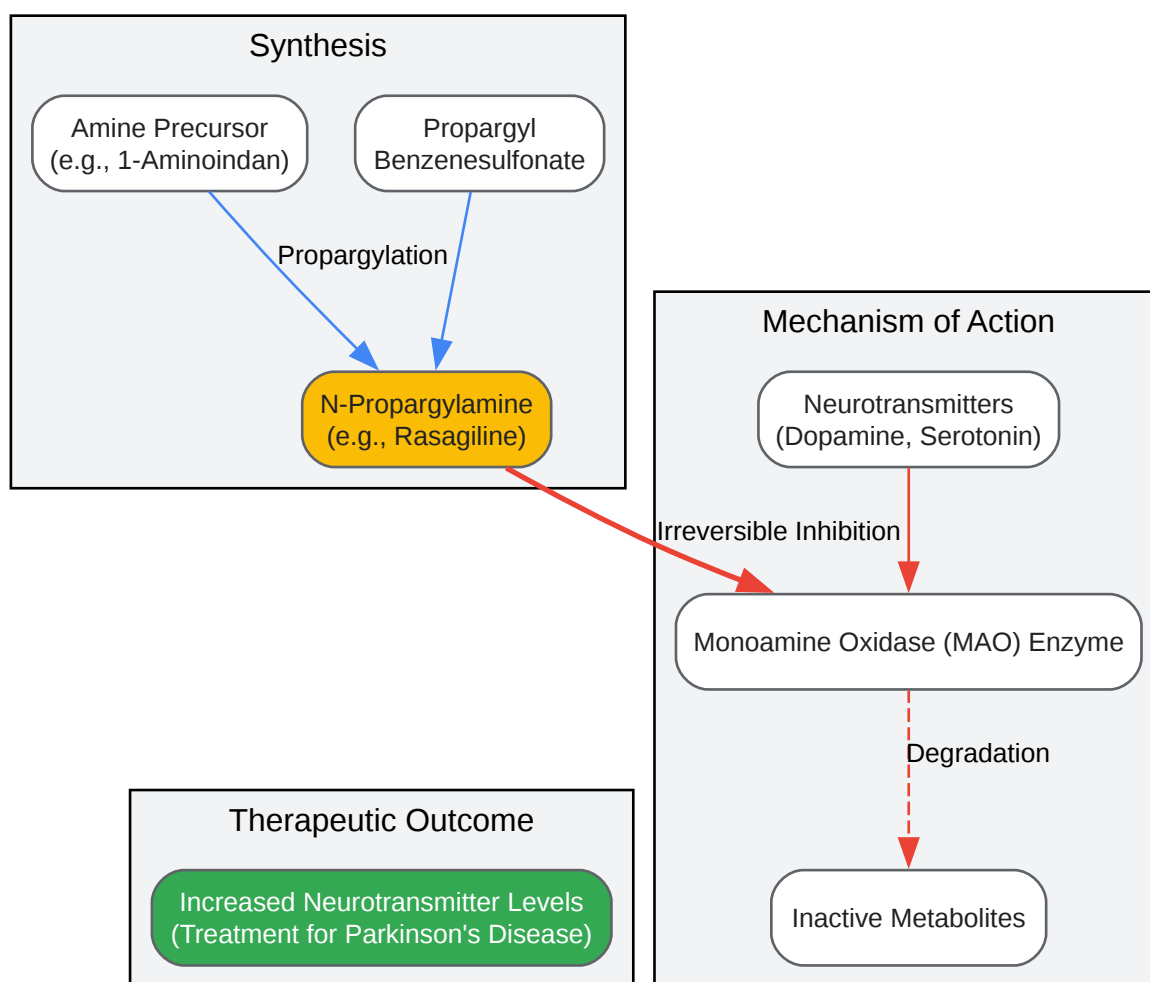 Synthesis
Amine Precursor
(e.g., 1-Aminoindan)
Propargyl
Benzenesulfonate
Propargylation
N-Propargylamine
(e.g., Rasagiline)
Mechanism of Action
Neurotransmitters
(Dopamine, Serotonin)
Irreversible Inhibition
Monoamine Oxidase (MAO) Enzyme
Degradation
Inactive Metabolites
Therapeutic Outcome
Increased Neurotransmitter Levels
(Treatment for Parkinson's Disease)